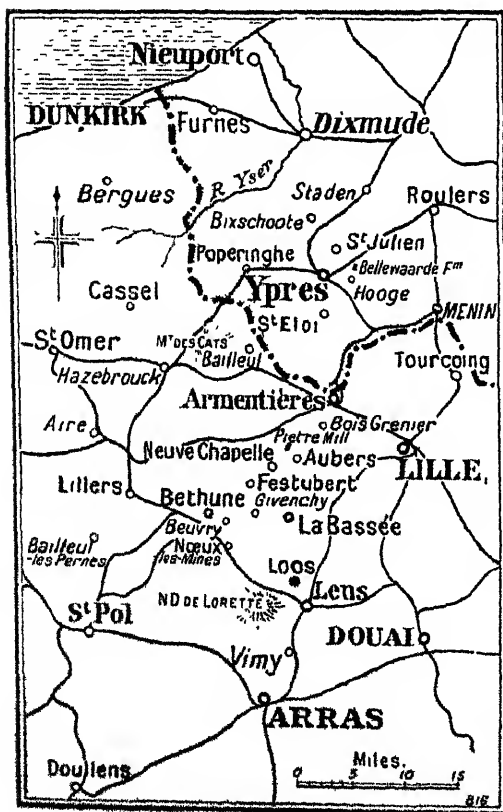 Nieuport
DUNKIRK
Furnes
Dixmude
Bergues
R. Yser
Staden
Roulers
Bixschoote
St Julien
Poperinghe
Bellewaarde Fm
Ypres
Hooge
Cassel
St Eloi
MENIN
St Omer
Mt DES CATS
Bailleul
Tourcoing
Hazebrouck
Armentières
Bois Grenier
Aire
Pietre Mill
Neuve Chapelle
Aubers
LILLE
Lillers
Festubert
Bethune
Givenchy
Beuvry
La Bassée
Bailleul
-les Pernes
Nœux
-les-Mines
Loos
ND DE LORETTE
Lens
St Pol
DOUAI
Vimy
ARRAS
Miles.
Doullens
0 5 10 15
B1E